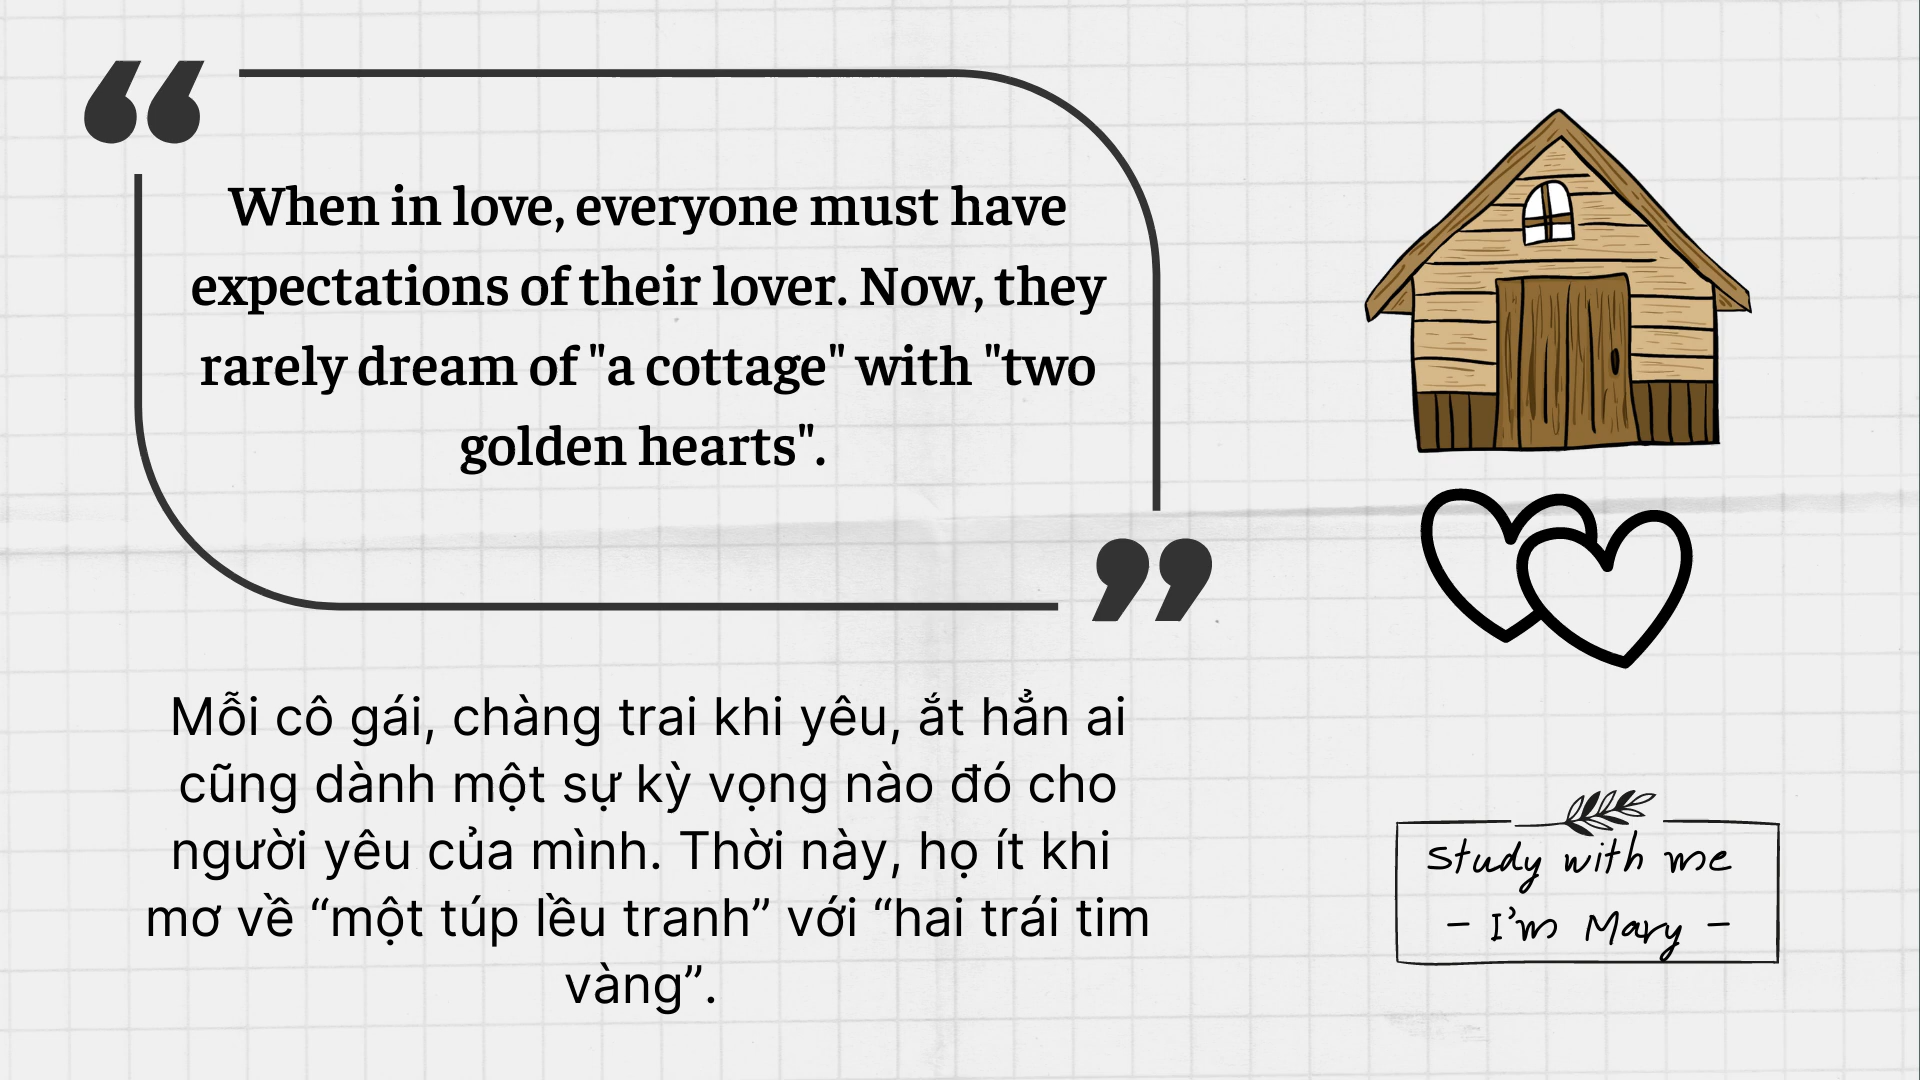 When in love, everyone must have
expectations of their lover. Now, they
rarely dream of "a cottage" with "two
golden hearts".
Mỗi cô gái, chàng trai khi yêu, ắt hẳn ai
cũng dành một sự kỳ vọng nào đó cho
người yêu của mình. Thời này, họ ít khi
mơ về “một túp lều tranh” với “hai trái tim
vàng”.
Study with me
- I'm Mary -